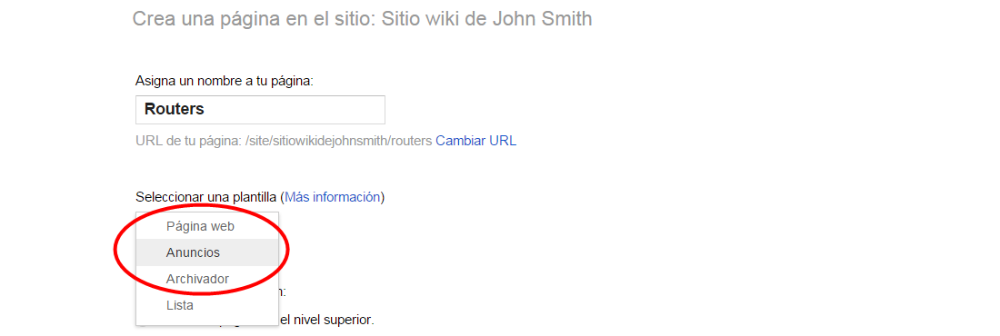 Crea una página en el sitio: Sitio wiki de John Smith
Asigna un nombre a tu página:
Routers
URL de tu página: /site/sitiowikidejohnsmith/routers Cambiar URL
Seleccionar una plantilla (Más información)
Página web
Anuncios
Archivador
Lista
el nivel superior.